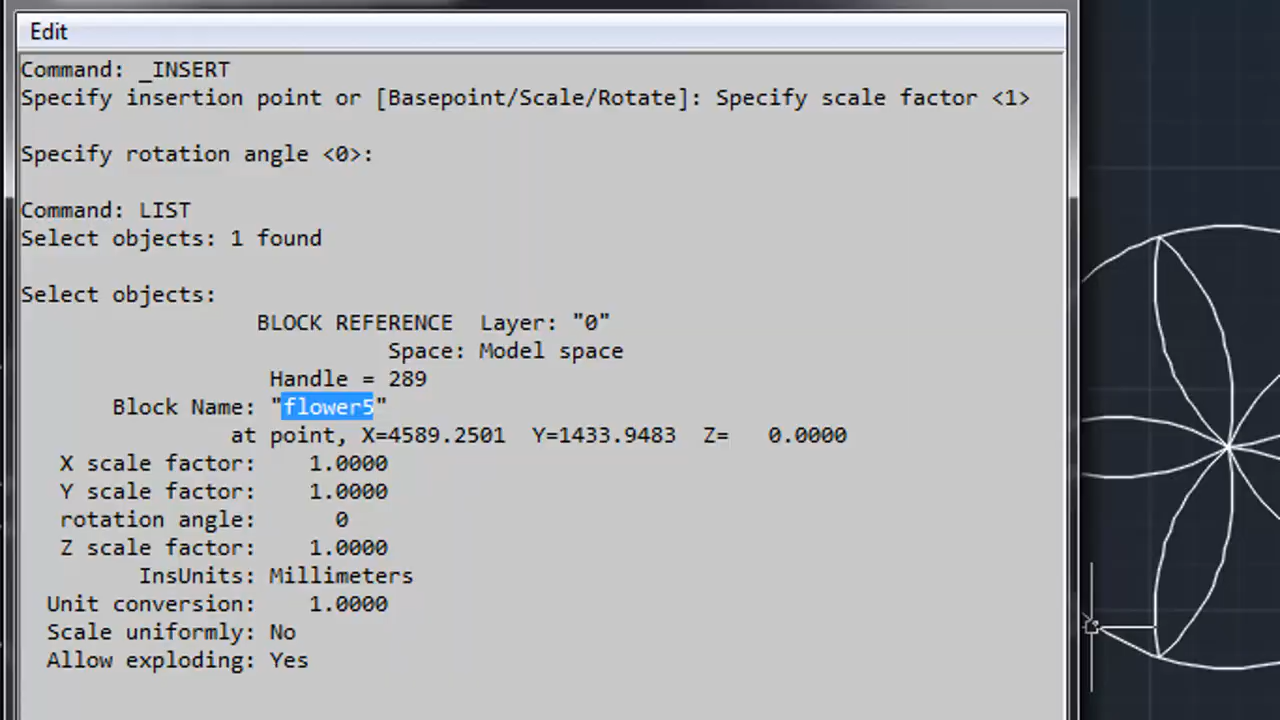 Edit
Command: _INSERT
Specify insertion point or [Basepoint/Scale/Rotate]: Specify scale factor <1>
Specify rotation angle <0>:
Command: LIST
Select objects: 1 found
Select objects:
BLOCK REFERENCE  Layer: "0"
Space: Model space
Handle = 289
Block Name: "flower5"
at point, X=4589.2501  Y=1433.9483  Z=   0.0000
X scale factor:    1.0000
Y scale factor:    1.0000
rotation angle:      0
Z scale factor:    1.0000
InsUnits: Millimeters
Unit conversion:    1.0000
Scale uniformly: No
Allow exploding: Yes